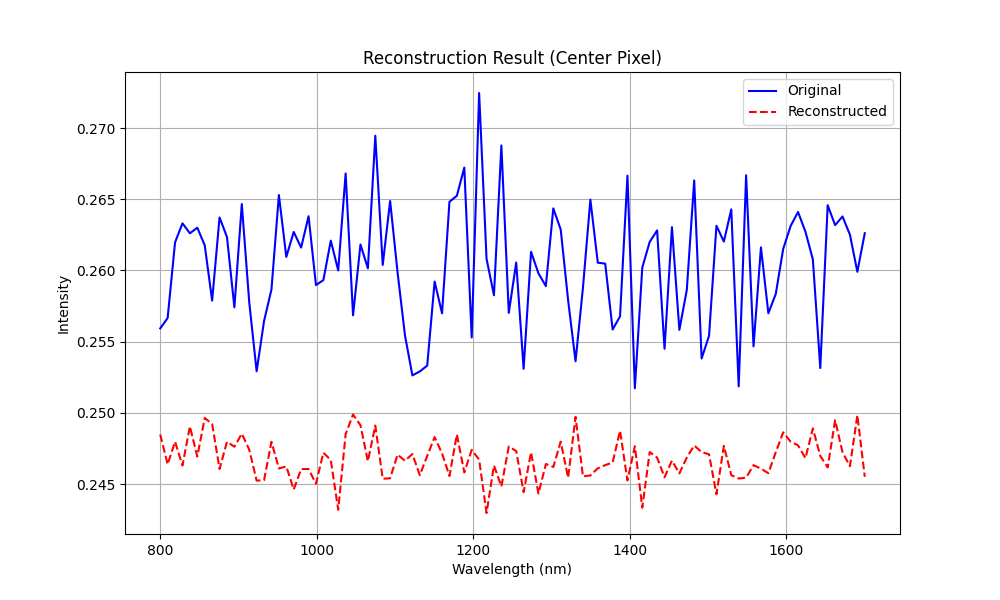 Reconstruction Result (Center Pixel)
Original
Reconstructed
0.270
0.265
0.260
0.255
0.250
0.245
Intensity
800
1000
1200
1400
1600
Wavelength (nm)